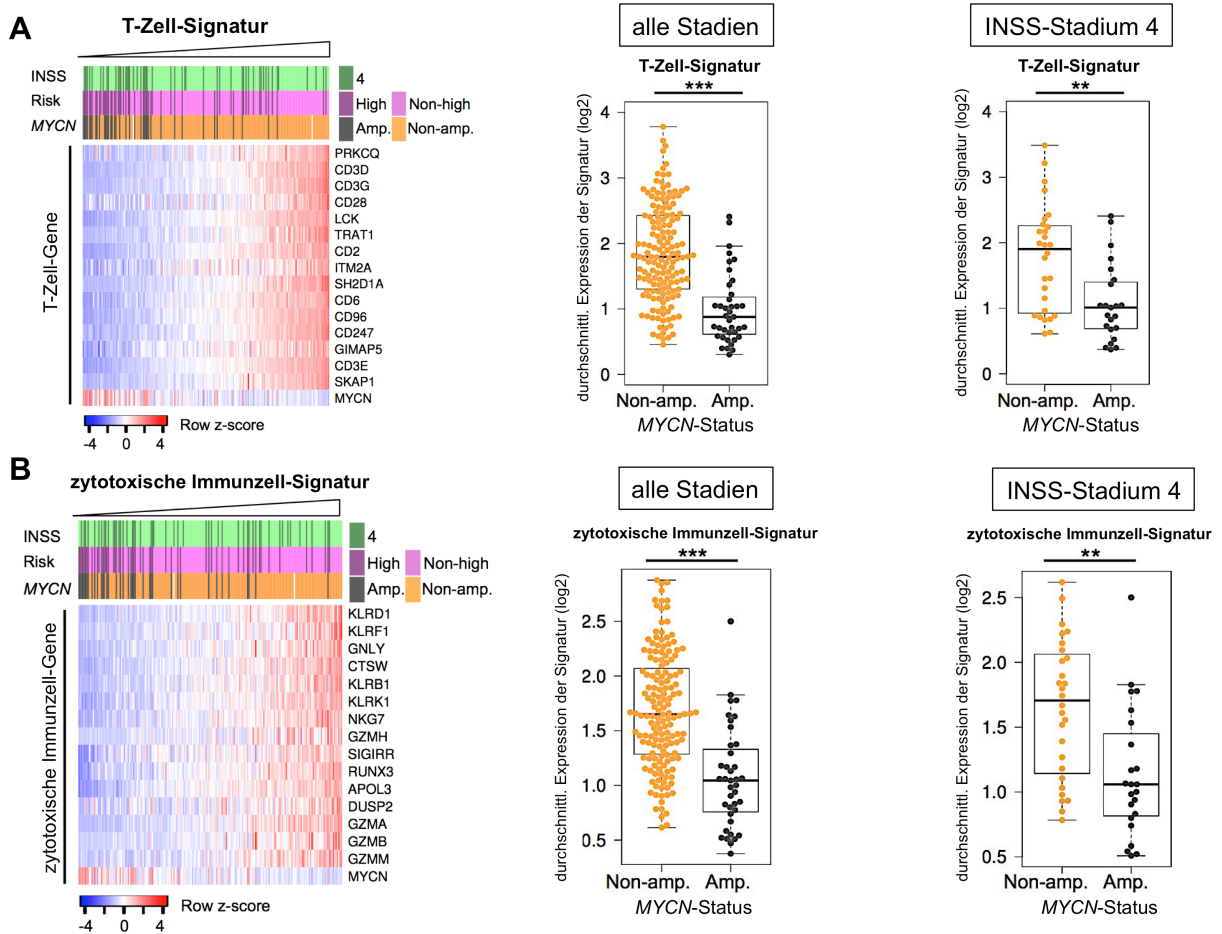 A
T-Zell-Signatur
INSS
4
Risk
High
Non-high
MYCN
Amp.
Non-amp.
T-Zell-Gene
PRKCQ
CD3D
CD3G
CD28
LCK
TRAT1
CD2
ITM2A
SH2D1A
CD6
CD96
CD247
GIMAP5
CD3E
SKAP1
MYCN
-4
0
4
Row z-score
alle Stadien
T-Zell-Signatur
***
durchschnittl. Expression der Signatur (log2)
4
3
2
1
0
Non-amp.
Amp.
MYCN-Status
INSS-Stadium 4
T-Zell-Signatur
**
durchschnittl. Expression der Signatur (log2)
4
3
2
1
0
Non-amp.
Amp.
MYCN-Status
B
zytotoxische Immunzell-Signatur
INSS
4
Risk
High
Non-high
MYCN
Amp.
Non-amp.
zytotoxische Immunzell-Gene
KLRD1
KLRF1
GNLY
CTSW
KLRB1
KLRK1
NKG7
GZMH
SIGIRR
RUNX3
APOL3
DUSP2
GZMA
GZMB
GZMM
MYCN
-4
0
4
Row z-score
alle Stadien
zytotoxische Immunzell-Signatur
***
durchschnittl. Expression der Signatur (log2)
2.5
2.0
1.5
1.0
0.5
Non-amp.
Amp.
MYCN-Status
INSS-Stadium 4
zytotoxische Immunzell-Signatur
**
durchschnittl. Expression der Signatur (log2)
2.5
2.0
1.5
1.0
0.5
Non-amp.
Amp.
MYCN-Status